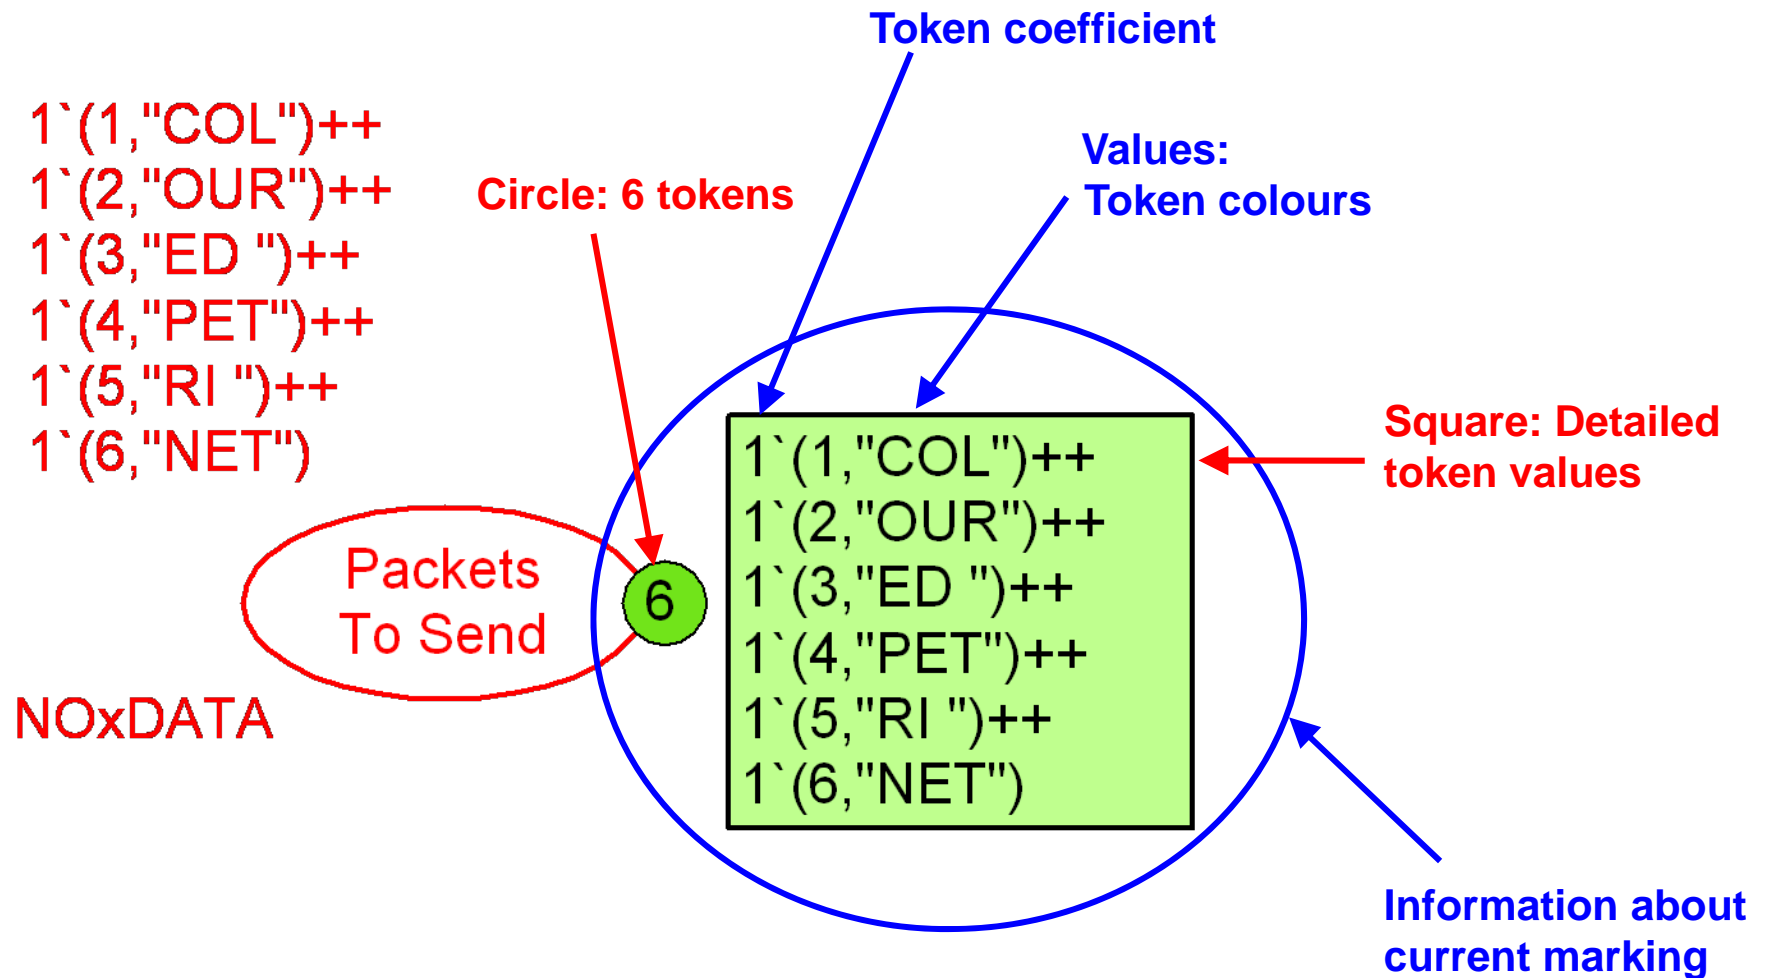 Token coefficient
1`(1,"COL")++
1`(2,"OUR")++
1`(3,"ED ")++
1`(4,"PET")++
1`(5,"RI ")++
1`(6,"NET")
Circle: 6 tokens
Values:
Token colours
Packets
To Send
6
NOxDATA
1`(1,"COL")++
1`(2,"OUR")++
1`(3,"ED ")++
1`(4,"PET")++
1`(5,"RI ")++
1`(6,"NET")
Square: Detailed
token values
Information about
current marking